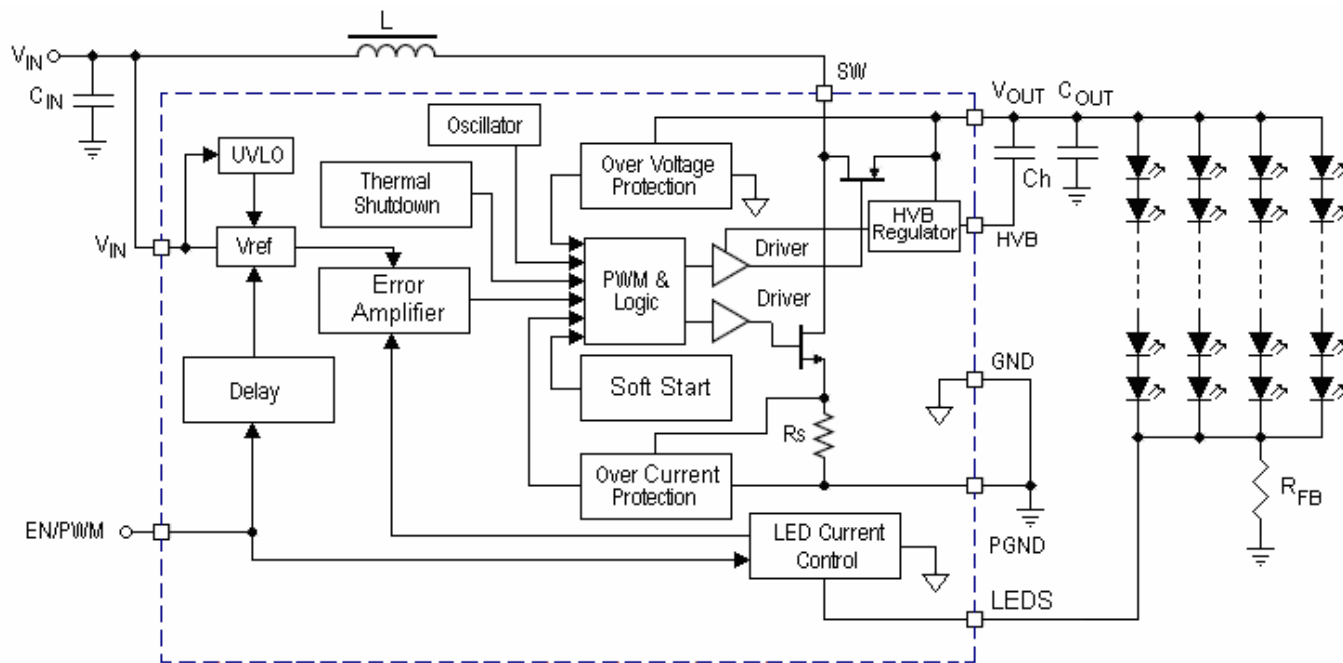 L
VIN
CIN
SW
VOUT
COUT
Oscillator
UVLO
Over Voltage
Protection
Ch
Thermal
Shutdown
HVB
Regulator
HVB
VIN
Vref
Driver
Error
Amplifier
PWM &
Logic
Driver
GND
Delay
Soft Start
Rs
Over Current
Protection
RFB
EN/PWM
LED Current
Control
PGND
LEDS